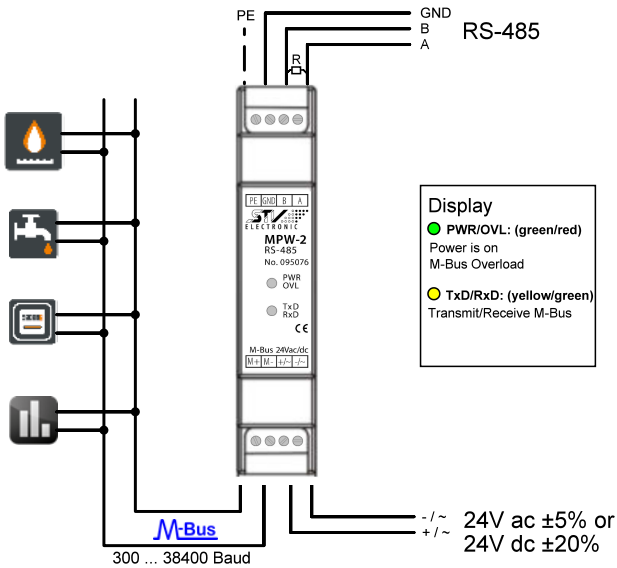 PE
GND
B
A
RS-485
R
PE GND B A
STV
ELECTRONIC
MPW-2
RS-485
No. 095076
PWR
OVL
TxD
RxD
CE
M-Bus 24Vac/dc
M+ M- +/~ -/~
Display
PWR/OVL: (green/red)
Power is on
M-Bus Overload
TxD/RxD: (yellow/green)
Transmit/Receive M-Bus
M-Bus
300 ... 38400 Baud
- / ~
+ / ~
24V ac ±5% or
24V dc ±20%